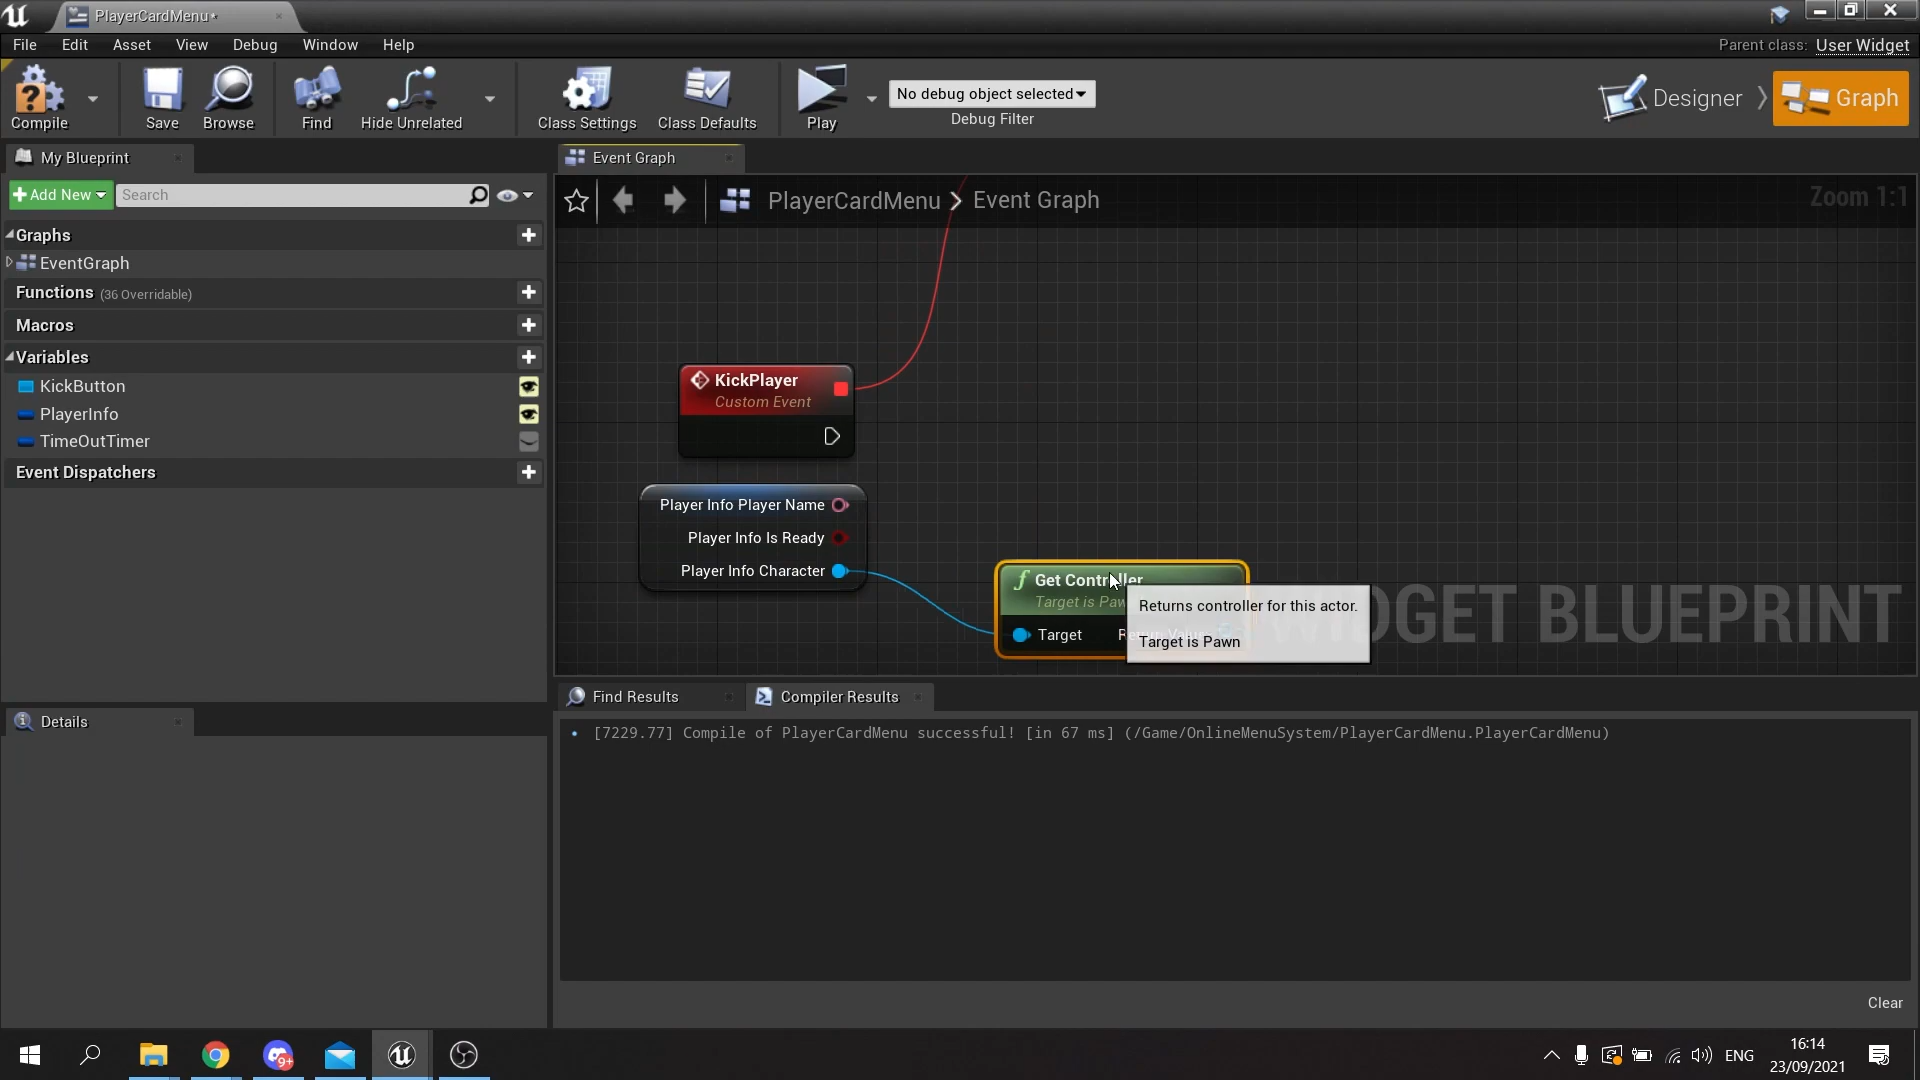 PlayerCardMenu*
File Edit Asset View Debug Window Help
Parent class: User Widget
Compile Save Browse Find Hide Unrelated Class Settings Class Defaults Play
No debug object selected
Debug Filter
Designer Graph
My Blueprint
Add New Search
Graphs
EventGraph
Functions (36 Overridable)
Macros
Variables
KickButton
PlayerInfo
TimeOutTimer
Event Dispatchers
Details
Event Graph
PlayerCardMenu Event Graph
Zoom 1:1
KickPlayer
Custom Event
Player Info Player Name
Player Info Is Ready
Player Info Character
f Get Controller
Target is Paw
Target
Returns controller for this actor.
Target is Pawn
WIDGET BLUEPRINT
Find Results Compiler Results
• [7229.77] Compile of PlayerCardMenu successful! [in 67 ms] (/Game/OnlineMenuSystem/PlayerCardMenu.PlayerCardMenu)
Clear
9+
ENG
16:14
23/09/2021